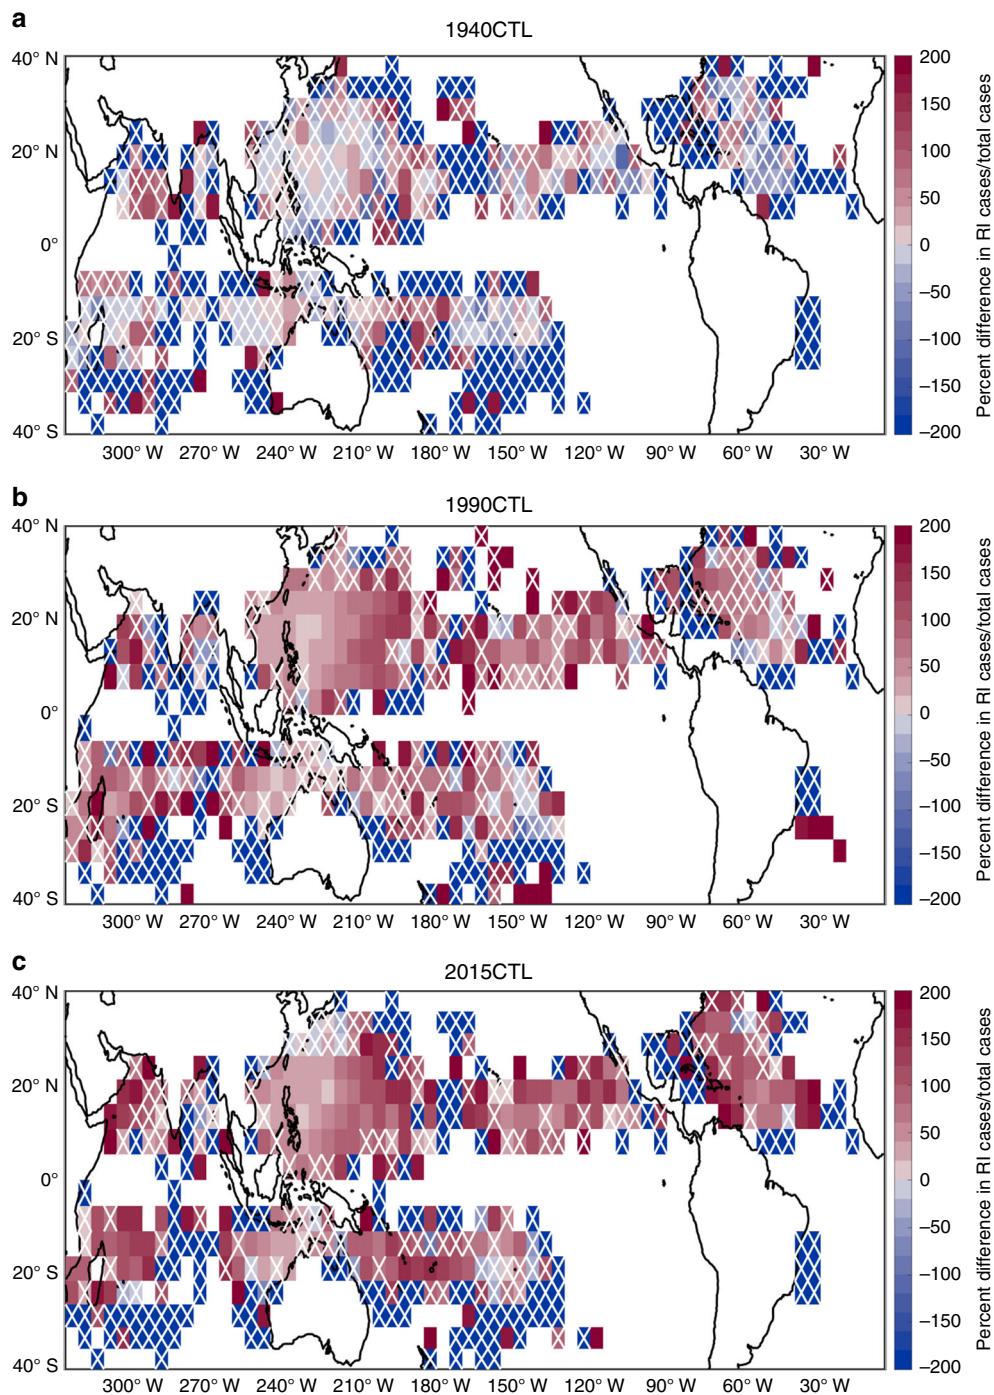 a
1940CTL
40° N
20° N
0°
20° S
40° S
300° W 270° W 240° W 210° W 180° W 150° W 120° W 90° W 60° W 30° W
200
150
100
50
0
−50
−100
−150
−200
Percent difference in RI cases/total cases
b
1990CTL
40° N
20° N
0°
20° S
40° S
300° W 270° W 240° W 210° W 180° W 150° W 120° W 90° W 60° W 30° W
200
150
100
50
0
−50
−100
−150
−200
Percent difference in RI cases/total cases
c
2015CTL
40° N
20° N
0°
20° S
40° S
300° W 270° W 240° W 210° W 180° W 150° W 120° W 90° W 60° W 30° W
200
150
100
50
0
−50
−100
−150
−200
Percent difference in RI cases/total cases